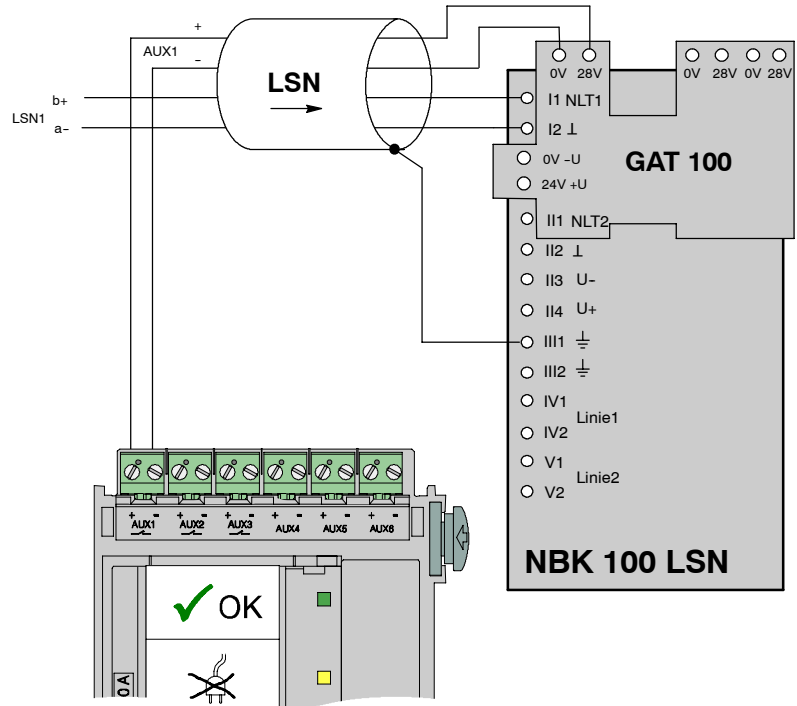 +
AUX1
-
LSN
b+
LSN1
a-
0V 28V
0V 28V 0V 28V
I1 NLT1
I2 ⊥
0V -U
24V +U
GAT 100
II1 NLT2
II2 ⊥
II3 U-
II4 U+
III1 ⏚
III2 ⏚
IV1
Linie1
IV2
V1
Linie2
V2
NBK 100 LSN
+ - + - + - + - + - + -
AUX1 AUX2 AUX3 AUX4 AUX5 AUX6
OK
0 A